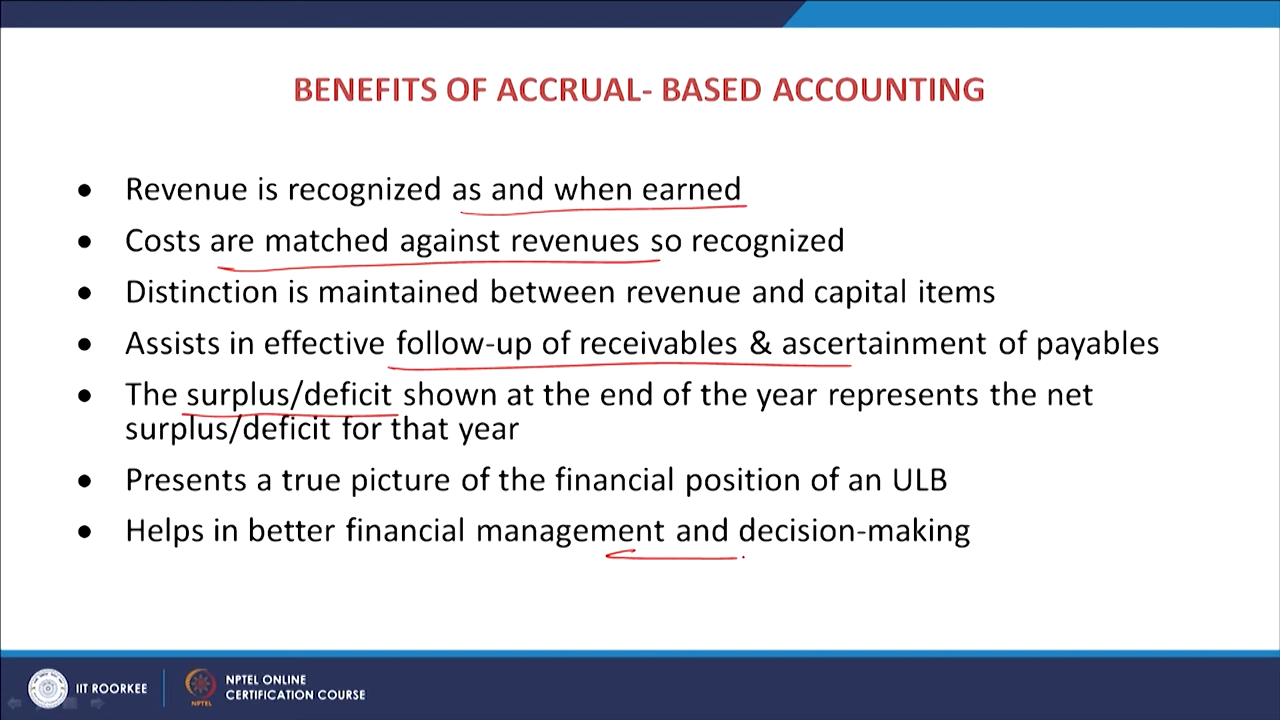 BENEFITS OF ACCRUAL- BASED ACCOUNTING
• Revenue is recognized as and when earned
• Costs are matched against revenues so recognized
• Distinction is maintained between revenue and capital items
• Assists in effective follow-up of receivables & ascertainment of payables
• The surplus/deficit shown at the end of the year represents the net
surplus/deficit for that year
• Presents a true picture of the financial position of an ULB
• Helps in better financial management and decision-making
IIT ROORKEE
NPTEL
NPTEL ONLINE
CERTIFICATION COURSE